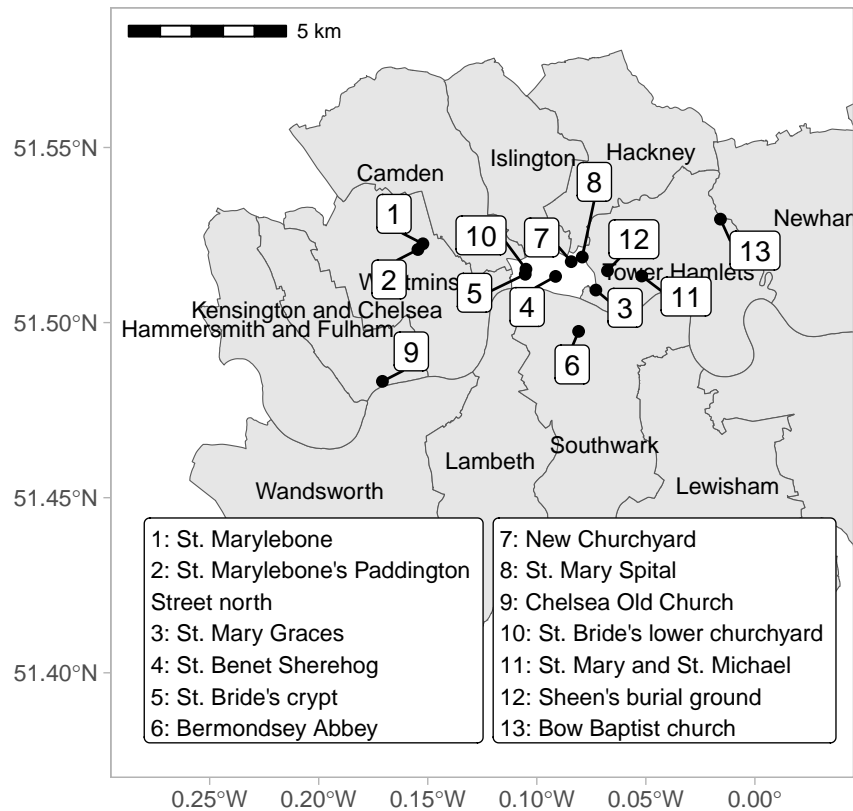 5 km
51.55°N
51.50°N
51.45°N
51.40°N
Camden
Islington
Hackney
Newham
Tower Hamlets
Kensington and Chelsea
Hammersmith and Fulham
Wandsworth
Lambeth
Southwark
Lewisham
1
2
3
4
5
6
7
8
9
10
11
12
13
1: St. Marylebone
2: St. Marylebone's Paddington
Street north
3: St. Mary Graces
4: St. Benet Sherehog
5: St. Bride's crypt
6: Bermondsey Abbey
7: New Churchyard
8: St. Mary Spital
9: Chelsea Old Church
10: St. Bride's lower churchyard
11: St. Mary and St. Michael
12: Sheen's burial ground
13: Bow Baptist church
0.25°W
0.20°W
0.15°W
0.10°W
0.05°W
0.00°